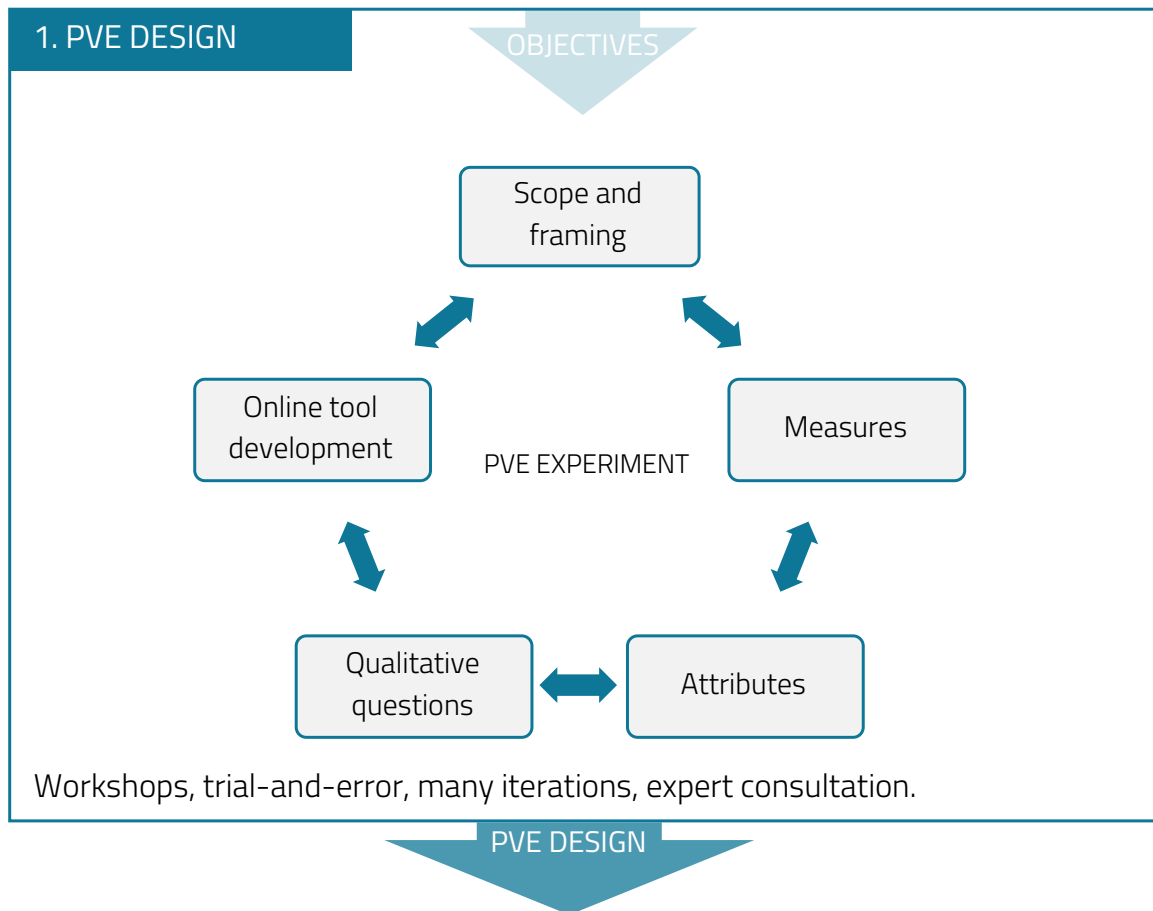 1. PVE DESIGN
OBJECTIVES
Scope and
framing
Online tool
development
Measures
PVE EXPERIMENT
Qualitative
questions
Attributes
Workshops, trial-and-error, many iterations, expert consultation.
PVE DESIGN